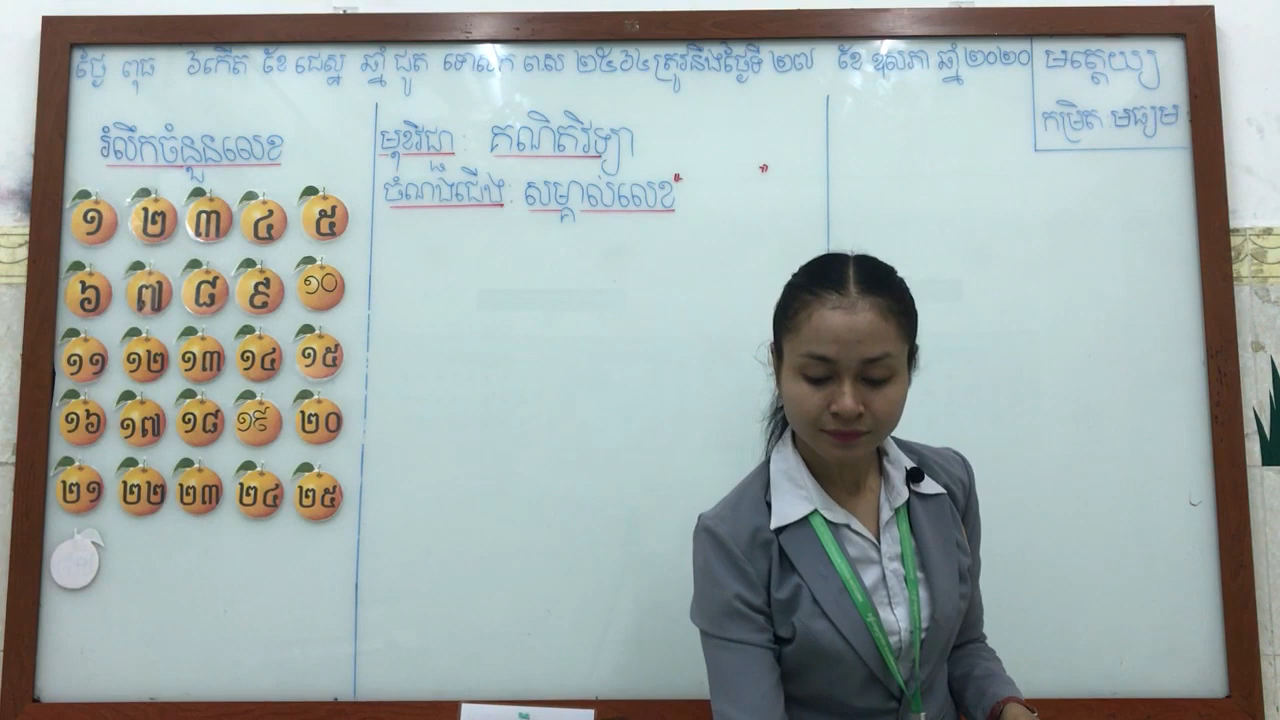 ថ្ងៃ ពុធ ៦កើត ខែ ជេស្ឋ ឆ្នាំ ជូត ទោស័ក ព.ស ២៥៦៤ ត្រូវនឹងថ្ងៃទី ២៧ ខែ ឧសភា ឆ្នាំ ២០២០
មត្តេយ្យ
កម្រិត មធ្យម
រំលឹកចំនួនលេខ
មុខវិជ្ជា : គណិតវិទ្យា
ចំណងជើង : សម្គាល់លេខ " "
១ ២ ៣ ៤ ៥
៦ ៧ ៨ ៩ ១០
១១ ១២ ១៣ ១៤ ១៥
១៦ ១៧ ១៨ ១៩ ២០
២១ ២២ ២៣ ២៤ ២៥